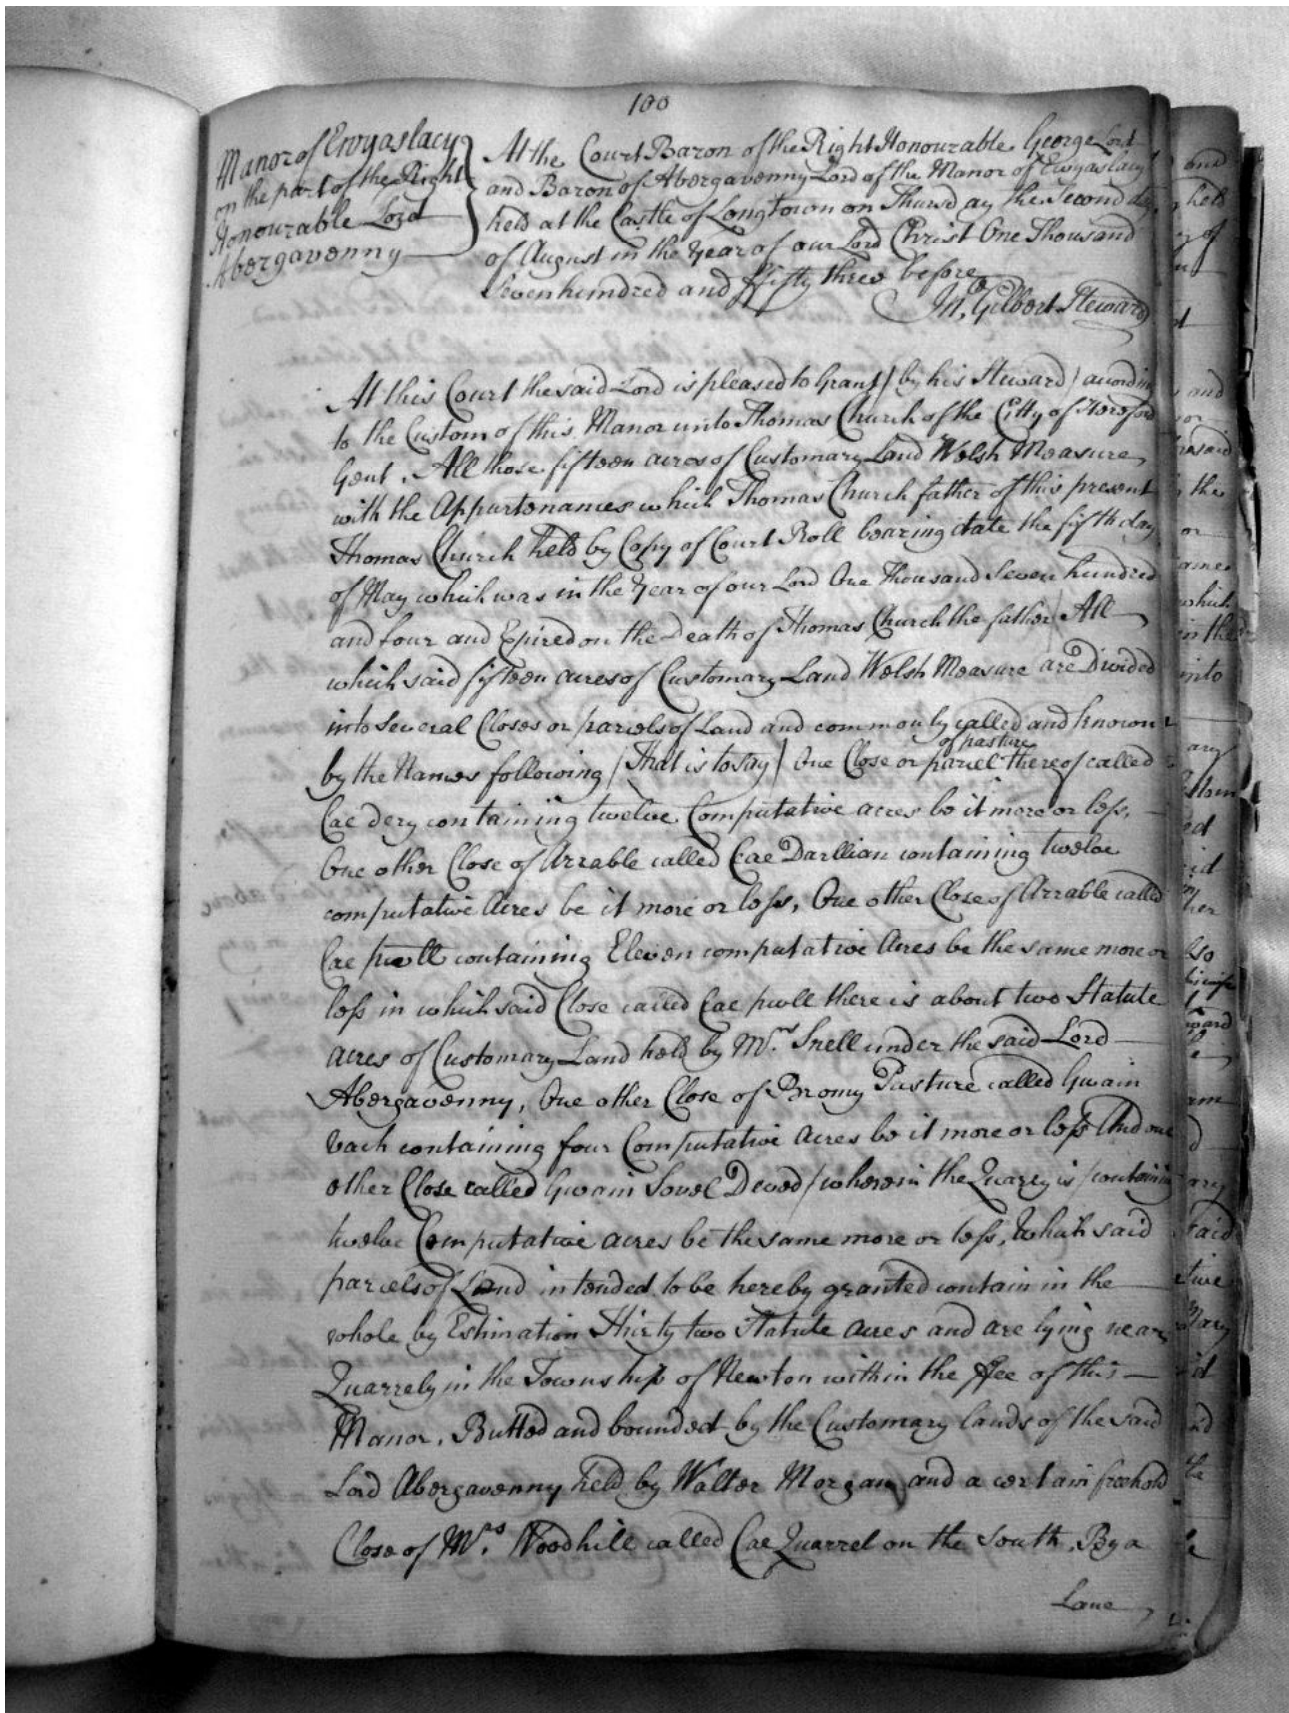 100
Manor of Ewyaslacy
on the part of the Right
Honourable Lord
Abergavenny
At the Court Baron of the Right Honourable George Lord
and Baron of Abergavenny Lord of the Manor of Ewyaslacy
held at the Castle of Longtown on Thursday the Second day
of August in the Year of our Lord Christ One Thousand
Seven hundred and ffifty three before
Jn.o Gilbert Steward
At this Court the said Lord is pleased to Grant (by his Steward) according
to the Custom of this Manor unto Thomas Church of the Citty of Hereford
Gent. All those fifteen acres of Customary Land Welsh Measure
with the Appurtenances which Thomas Church father of this present
Thomas Church held by Copy of Court Roll bearing date the fifth day
of May which was in the Year of our Lord One Thousand Seven hundred
and four and Expired on the Death of Thomas Church the father All
which said fifteen acres of Customary Land Welsh Measure are Divided
into Several Closes or parcels of Land and commonly called and known
of pasture
by the Names following (That is to say) One Close or parcel thereof called
Cae dery containing twelve Computative acres be it more or less,
One other Close of Arrable called Cae Darllian containing twelve
computative Acres be it more or less, One other Close of Arrable called
Cae pwll containing Eleven computative Acres be the same more or
less in which said Close called Cae pwll there is about two Statute
acres of Customary Land held by Mrs. Snell under the said Lord
Abergavenny, One other Close of Bromy Pasture called Gwain
vach containing four Computative Acres be it more or less And one
other Close called Gwain Sovel Deved (wherein the Quarey is) containing
twelve Computative acres be the same more or less, Which said
parcels of Land intended to be hereby granted contain in the
whole by Estimation Thirty two Statute Acres and are lying near
Quarrely in the Township of Newton within the ffee of this
Manor, Butted and bounded by the Customary lands of the said
Lord Abergavenny held by Walter Morgan and a certain freehold
Close of Mrs. Woodhill called Cae Quarrel on the South, By a
Lane